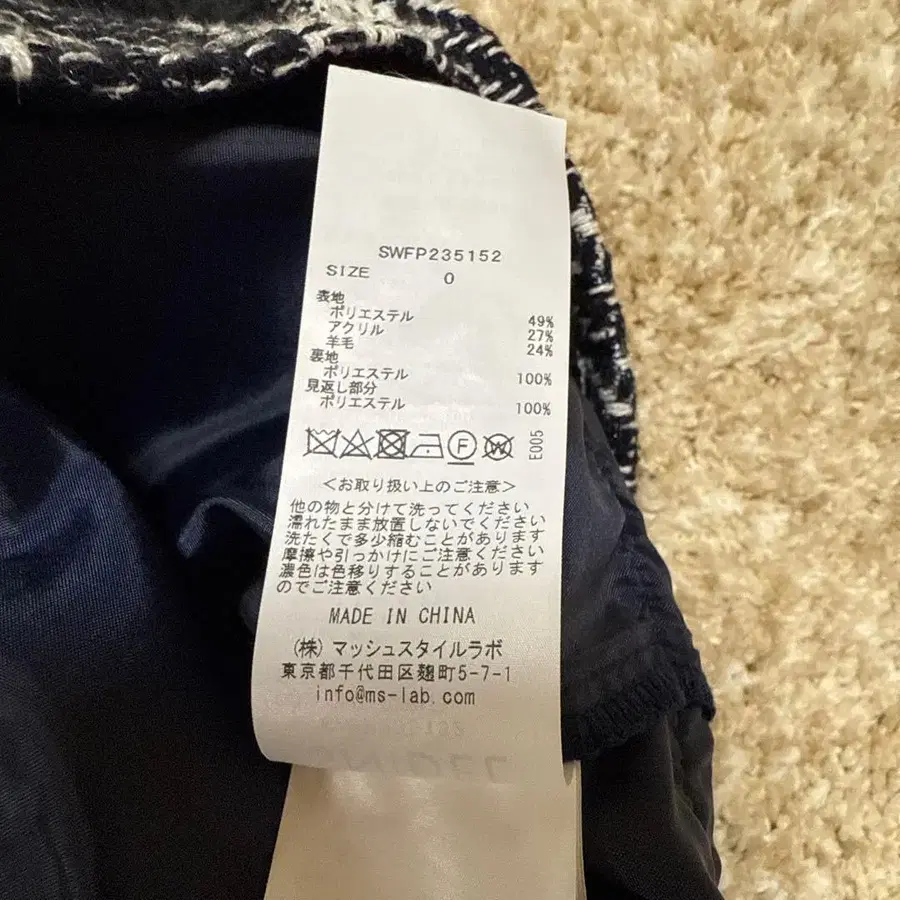 SWFP235152
SIZE 0
表地
ポリエステル 49%
アクリル 27%
羊毛 24%
裏地
ポリエステル 100%
見返し部分
ポリエステル 100%
F W E005
<お取り扱い上のご注意>
他の物と分けて洗ってください
濡れたまま放置しないでください
洗たくで多少縮むことがあります
摩擦や引っかけにご注意ください
濃色は色移りすることがあります
のでご注意ください
MADE IN CHINA
(株) マッシュスタイルラボ
東京都千代田区麹町5-7-1
info@ms-lab.com